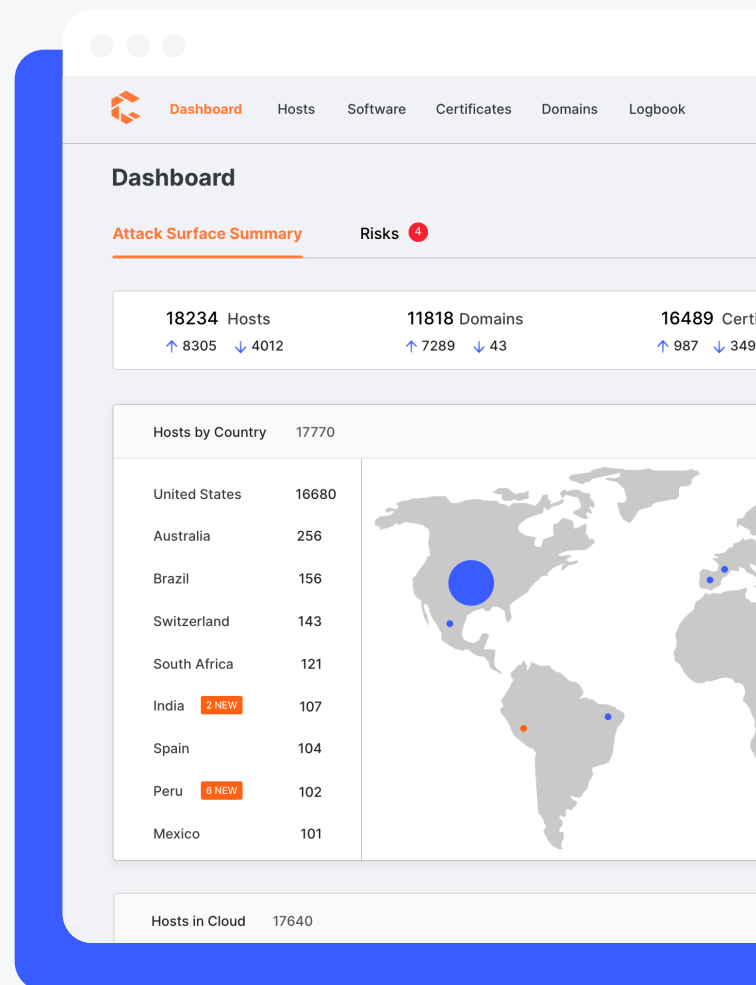 Dashboard Hosts Software Certificates Domains Logbook
Dashboard
Attack Surface Summary Risks 4
18234 Hosts 11818 Domains 16489 Certi
↑ 8305 ↓ 4012 ↑ 7289 ↓ 43 ↑ 987 ↓ 349
Hosts by Country 17770
United States 16680
Australia 256
Brazil 156
Switzerland 143
South Africa 121
India 2 NEW 107
Spain 104
Peru 6 NEW 102
Mexico 101
Hosts in Cloud 17640